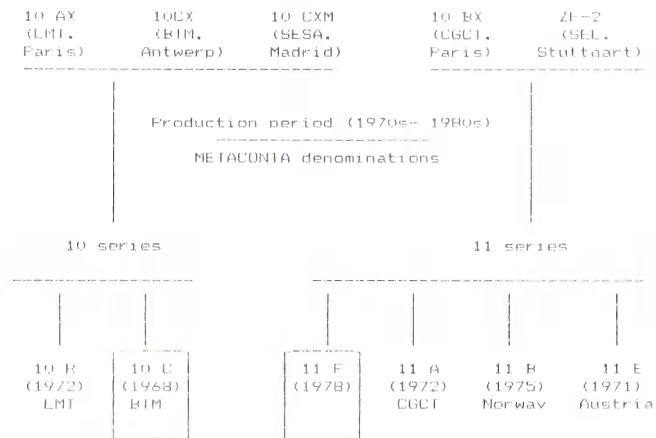 10 AX 10CX 10 CXM 10 BX ZF-2
(LMT, (BTM, (SESA, (CGCT, (SEL,
Paris) Antwerp) Madrid) Paris) Stuttgart)
Production period (1970s- 1980s)
METACONTA denominations
10 series 11 series
10 R 10 C 11 F 11 A 11 B 11 E
(1972) (1968) (1978) (1972) (1975) (1971)
LMT BTM CGCT Norway Austria